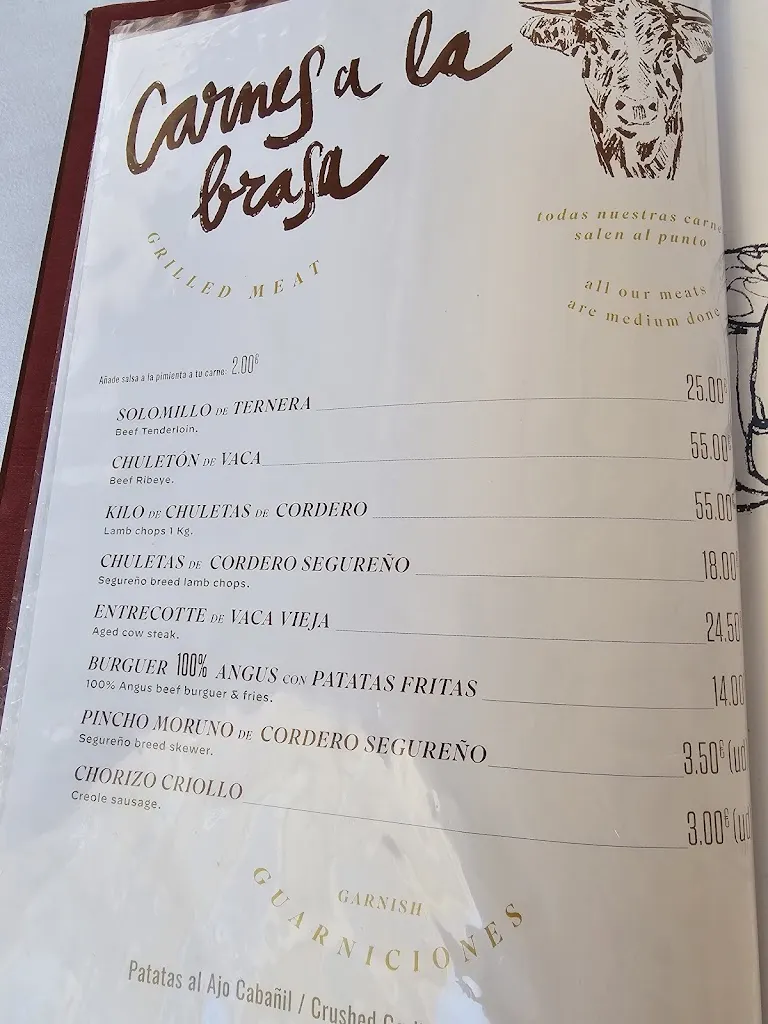 Carnes a la
brasa
GRILLED MEAT
todas nuestras carne
salen al punto
all our meats
are medium done
Añade salsa a la pimienta a tu carne: 2.00€
SOLOMILLO DE TERNERA 25.00€
Beef Tenderloin.
CHULETÓN DE VACA 55.00€
Beef Ribeye.
KILO DE CHULETAS DE CORDERO 55.00€
Lamb chops 1 Kg.
CHULETAS DE CORDERO SEGUREÑO 18.00€
Segureño breed lamb chops.
ENTRECOTTE DE VACA VIEJA 24.50
Aged cow steak.
BURGUER 100% ANGUS CON PATATAS FRITAS 14.00
100% Angus beef burguer & fries.
PINCHO MORUNO DE CORDERO SEGUREÑO 3.50€ (ud
Segureño breed skewer.
CHORIZO CRIOLLO 3.00€ (ud
Creole sausage.
GARNISH
GUARNICIONES
Patatas al Ajo Cabañil / Crushed